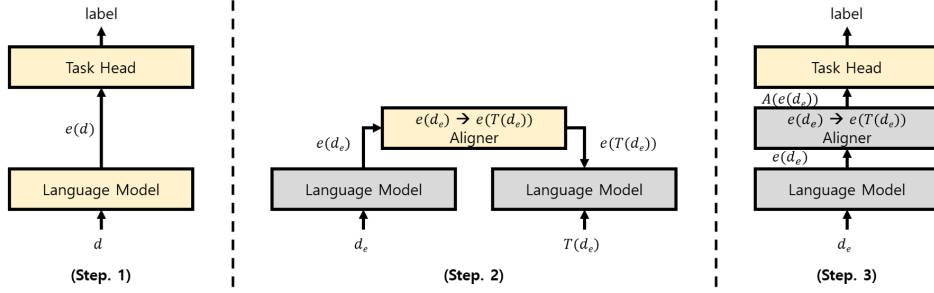 label
Task Head
e(d)
Language Model
d
(Step. 1)
e(d_e) → e(T(d_e))
Aligner
e(d_e)
e(T(d_e))
Language Model
Language Model
d_e
T(d_e)
(Step. 2)
label
Task Head
A(e(d_e))
e(d_e) → e(T(d_e))
Aligner
e(d_e)
Language Model
d_e
(Step. 3)